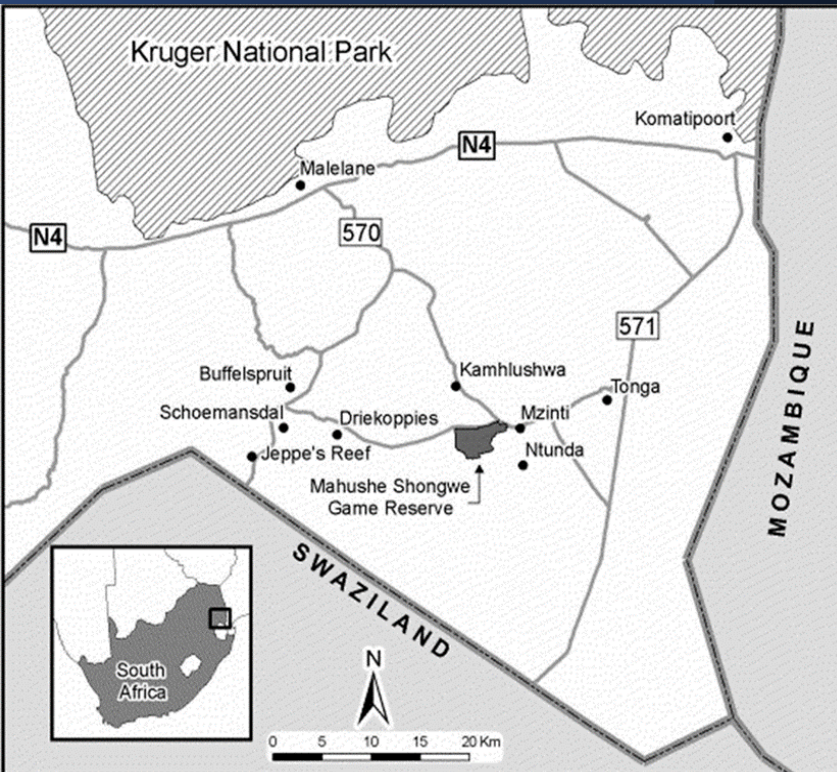 Kruger National Park
Komatipoort
N4
Malelane
570
N4
571
Kamhlushwa
Buffelspruit
Tonga
Schoemansdal
Driekoppies
Mzinti
Jeppe's Reef
Ntunda
Mahushe Shongwe
Game Reserve
MOZAMBIQUE
SWAZILAND
South
Africa
N
0 5 10 15 20 Km